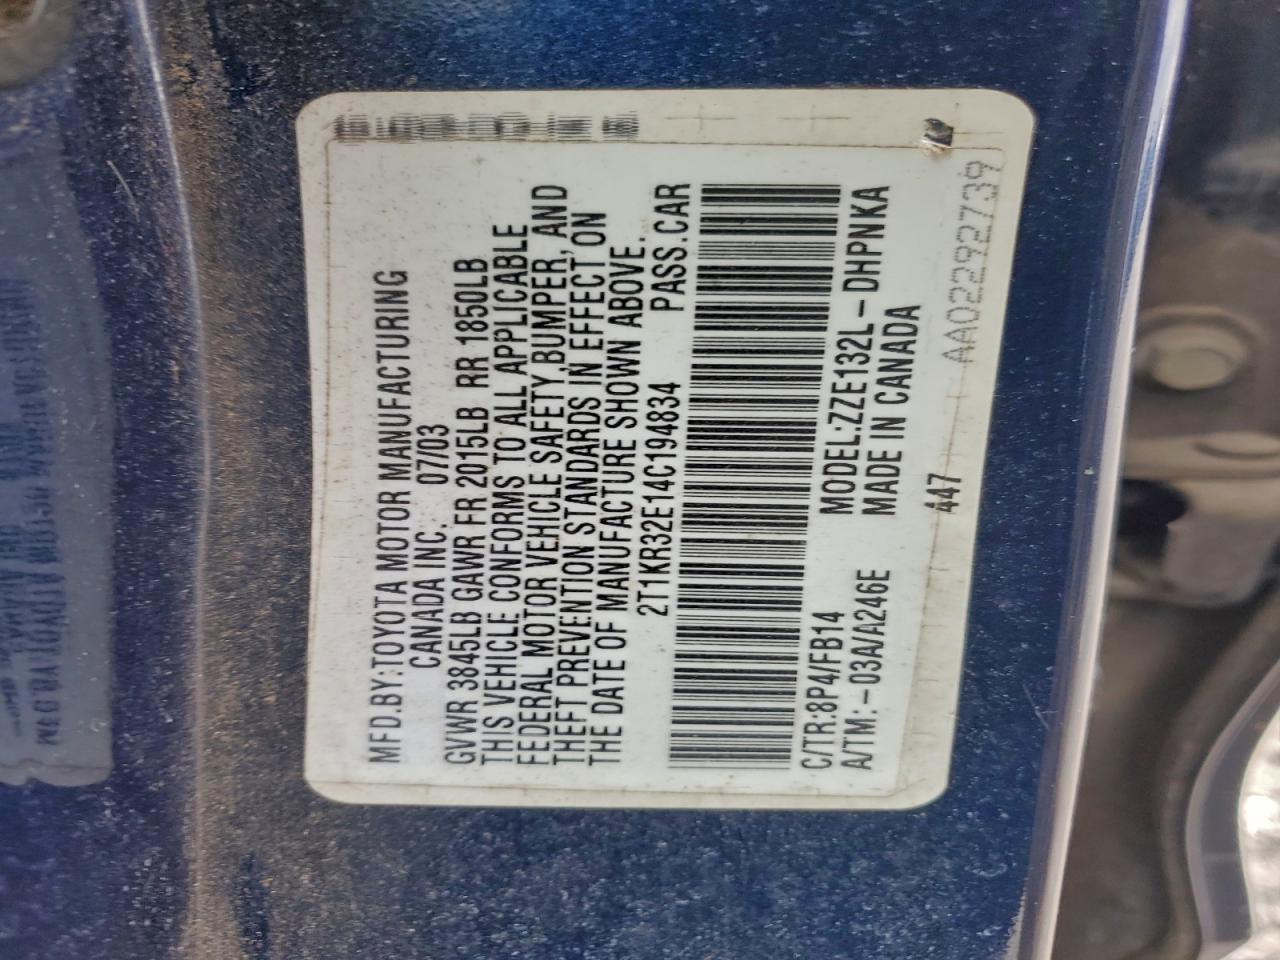 MFD.BY:TOYOTA MOTOR MANUFACTURING
CANADA INC. 07/03
GVWR 3845LB GAWR FR 2015LB RR 1850LB
THIS VEHICLE CONFORMS TO ALL APPLICABLE
FEDERAL MOTOR VEHICLE SAFETY,BUMPER, AND
THEFT PREVENTION STANDARDS IN EFFECT ON
THE DATE OF MANUFACTURE SHOWN ABOVE.
2T1KR32E14C194834 PASS.CAR
C/TR:8P4/FB14 MODEL:ZZE132L-DHPNKA
A/TM:-03A/A246E MADE IN CANADA
447
AA02292739